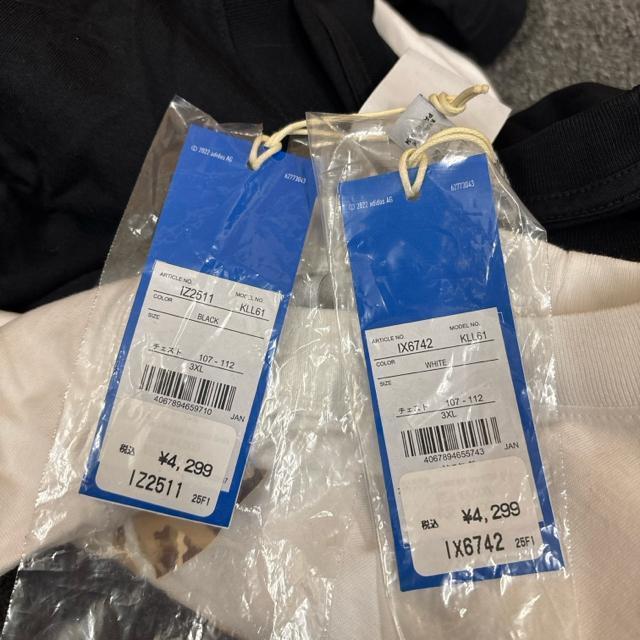 © 2022 adidas AG
62773043
ARTICLE NO. MODEL NO.
IZ2511 KLL61
COLOR
BLACK
SIZE
チェスト 107 - 112
3XL
4067894659710 JAN
税込 ¥4,299
IZ2511 25F1
© 2022 adidas AG
62773043
ARTICLE NO. MODEL NO.
IX6742 KLL61
COLOR
WHITE
SIZE
チェスト 107 - 112
3XL
4067894655743 JAN
税込 ¥4,299
IX6742 25F1